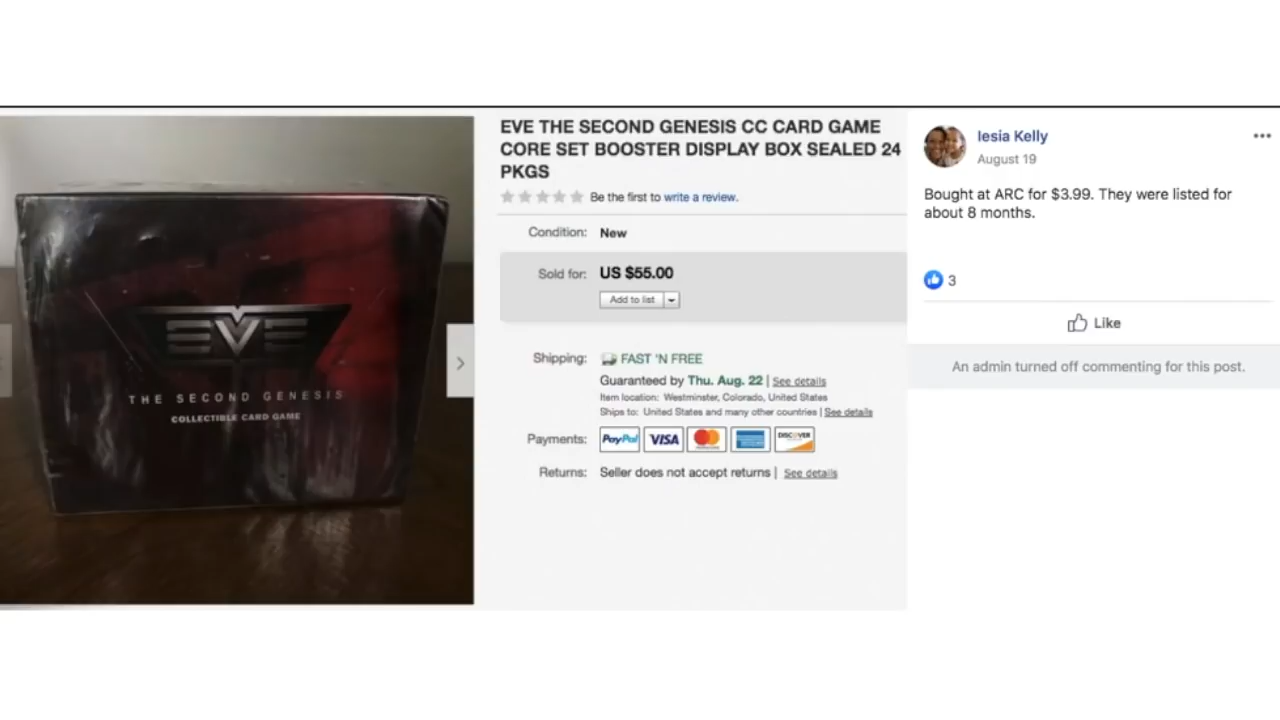 EVE
THE SECOND GENESIS
COLLECTIBLE CARD GAME
EVE THE SECOND GENESIS CC CARD GAME
CORE SET BOOSTER DISPLAY BOX SEALED 24
PKGS
Be the first to write a review.
Condition: New
Sold for: US $55.00
Add to list
Shipping: FAST 'N FREE
Guaranteed by Thu. Aug. 22 | See details
Item location: Westminster, Colorado, United States
Ships to: United States and many other countries | See details
Payments: PayPal VISA MasterCard AMERICAN EXPRESS DISCOVER
Returns: Seller does not accept returns | See details
Iesia Kelly
August 19
Bought at ARC for $3.99. They were listed for
about 8 months.
3
Like
An admin turned off commenting for this post.